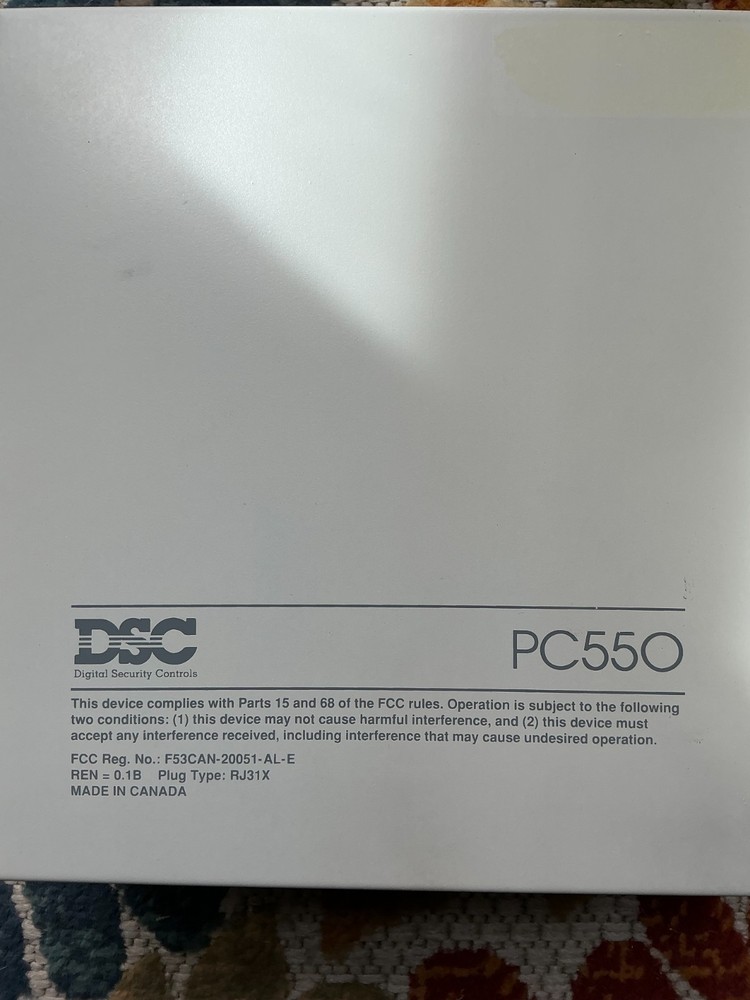 DSC
Digital Security Controls
PC550
This device complies with Parts 15 and 68 of the FCC rules. Operation is subject to the following
two conditions: (1) this device may not cause harmful interference, and (2) this device must
accept any interference received, including interference that may cause undesired operation.
FCC Reg. No.: F53CAN-20051-AL-E
REN = 0.1B Plug Type: RJ31X
MADE IN CANADA